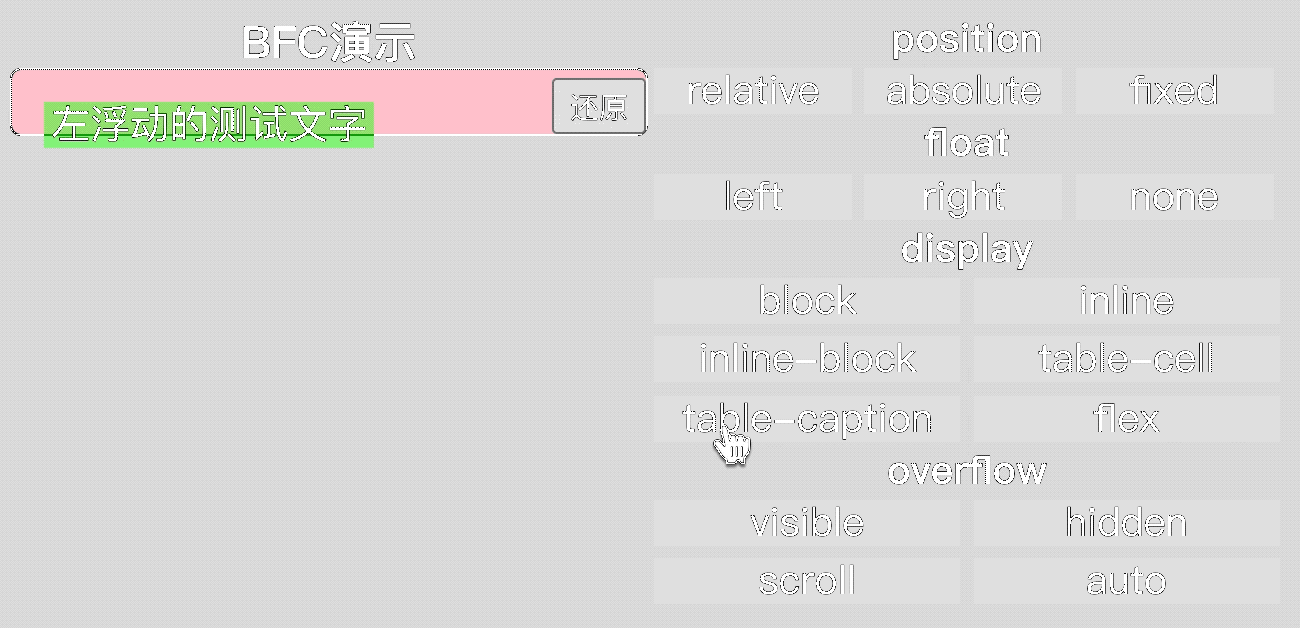 BFC演示
左浮动的测试文字
还原
position
relative absolute fixed
float
left right none
display
block inline
inline-block table-cell
table-caption flex
overflow
visible hidden
scroll auto